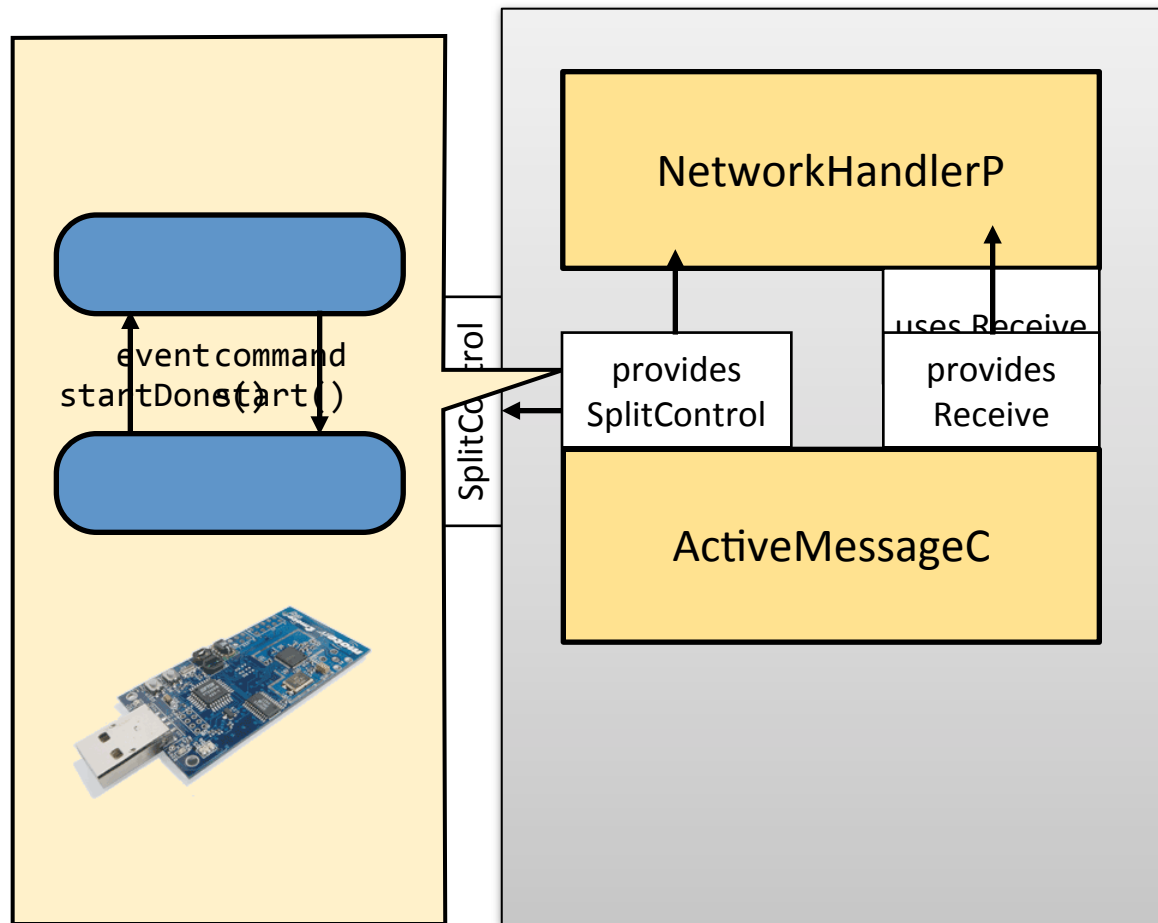 event
startDone()
command
start()
SplitControl
NetworkHandlerP
uses Receive
provides
SplitControl
provides
Receive
ActiveMessageC